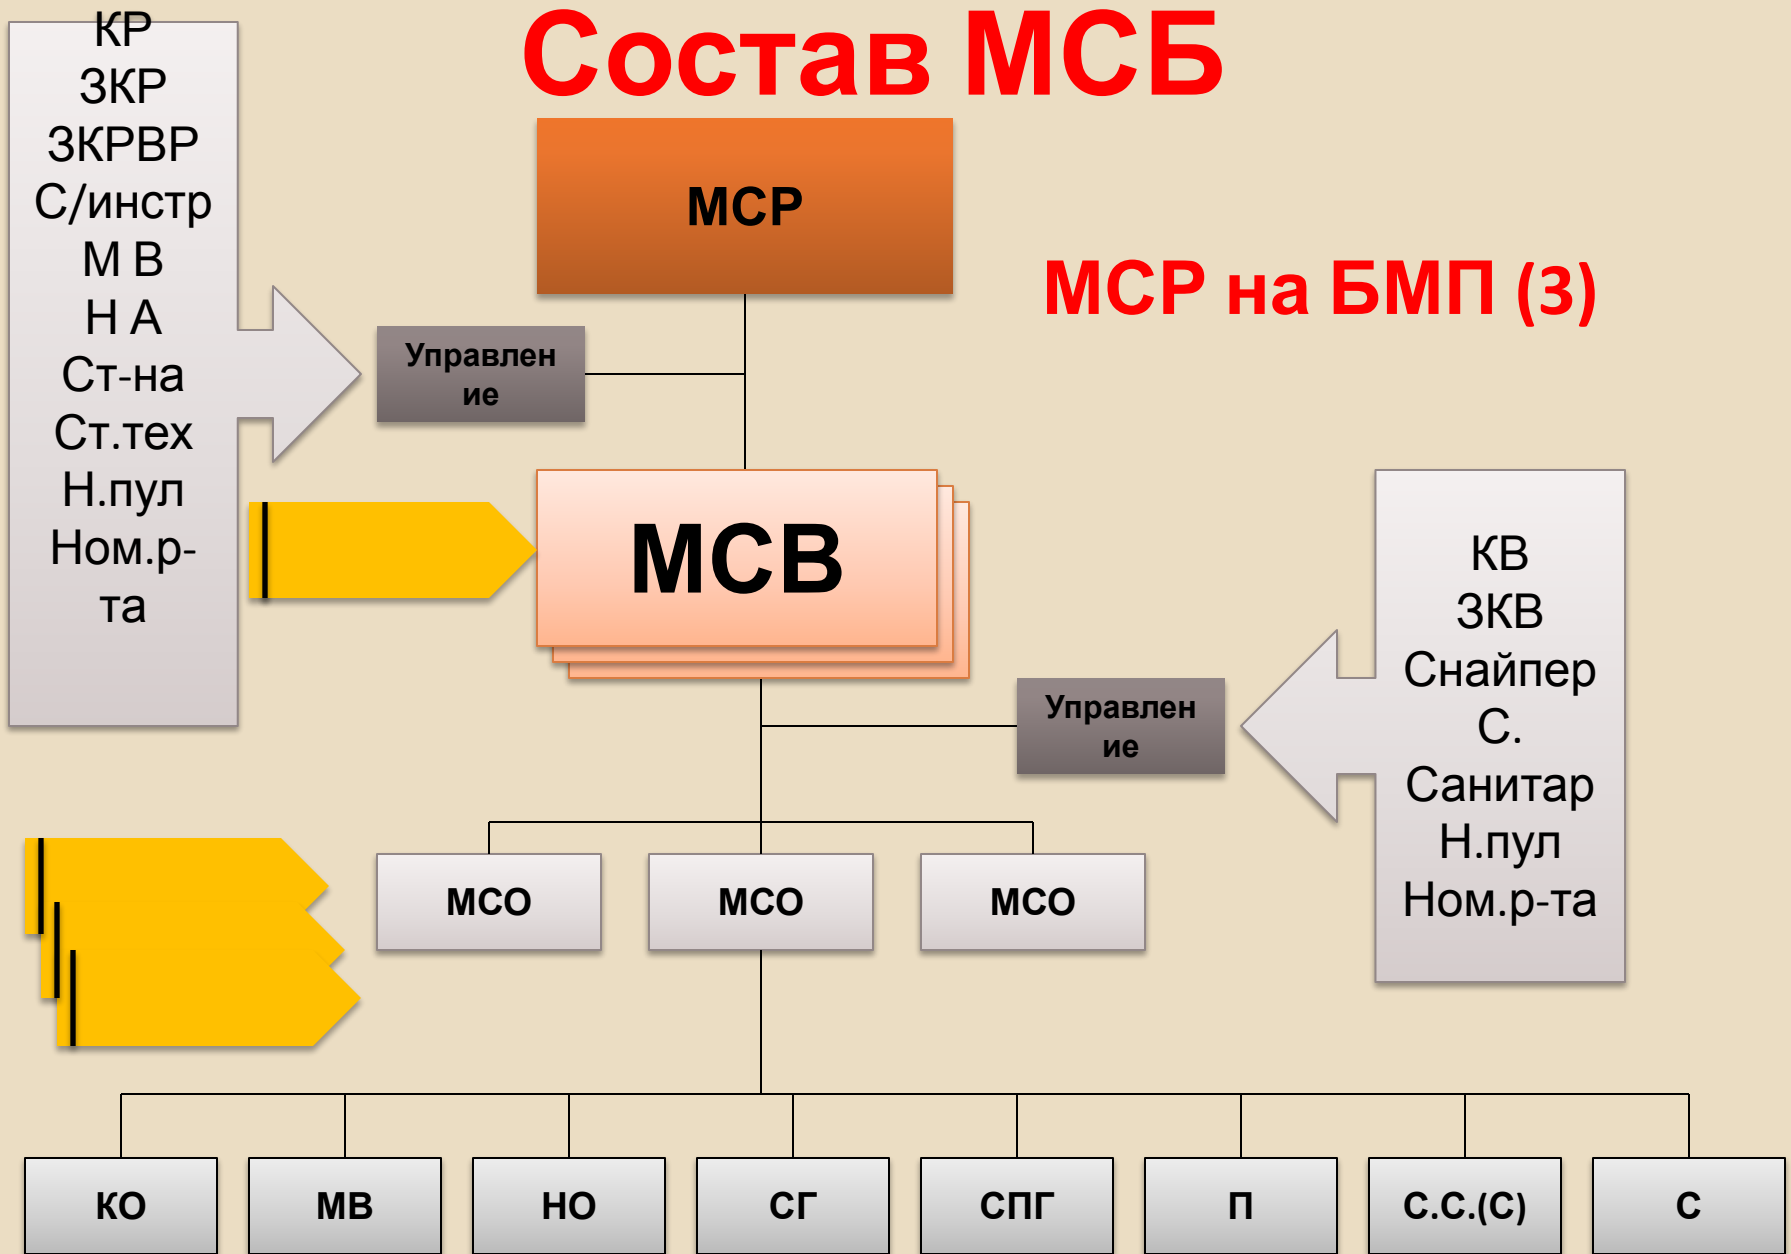 Состав МСБ
КР
ЗКР
ЗКРВР
С/инстр
М В
Н А
Ст-на
Ст.тех
Н.пул
Ном.р-
та
МСР
МСР на БМП (3)
Управлен
ие
МСВ
КВ
ЗКВ
Снайпер
С.
Санитар
Н.пул
Ном.р-та
Управлен
ие
МСО
МСО
МСО
КО
МВ
НО
СГ
СПГ
П
С.С.(С)
С